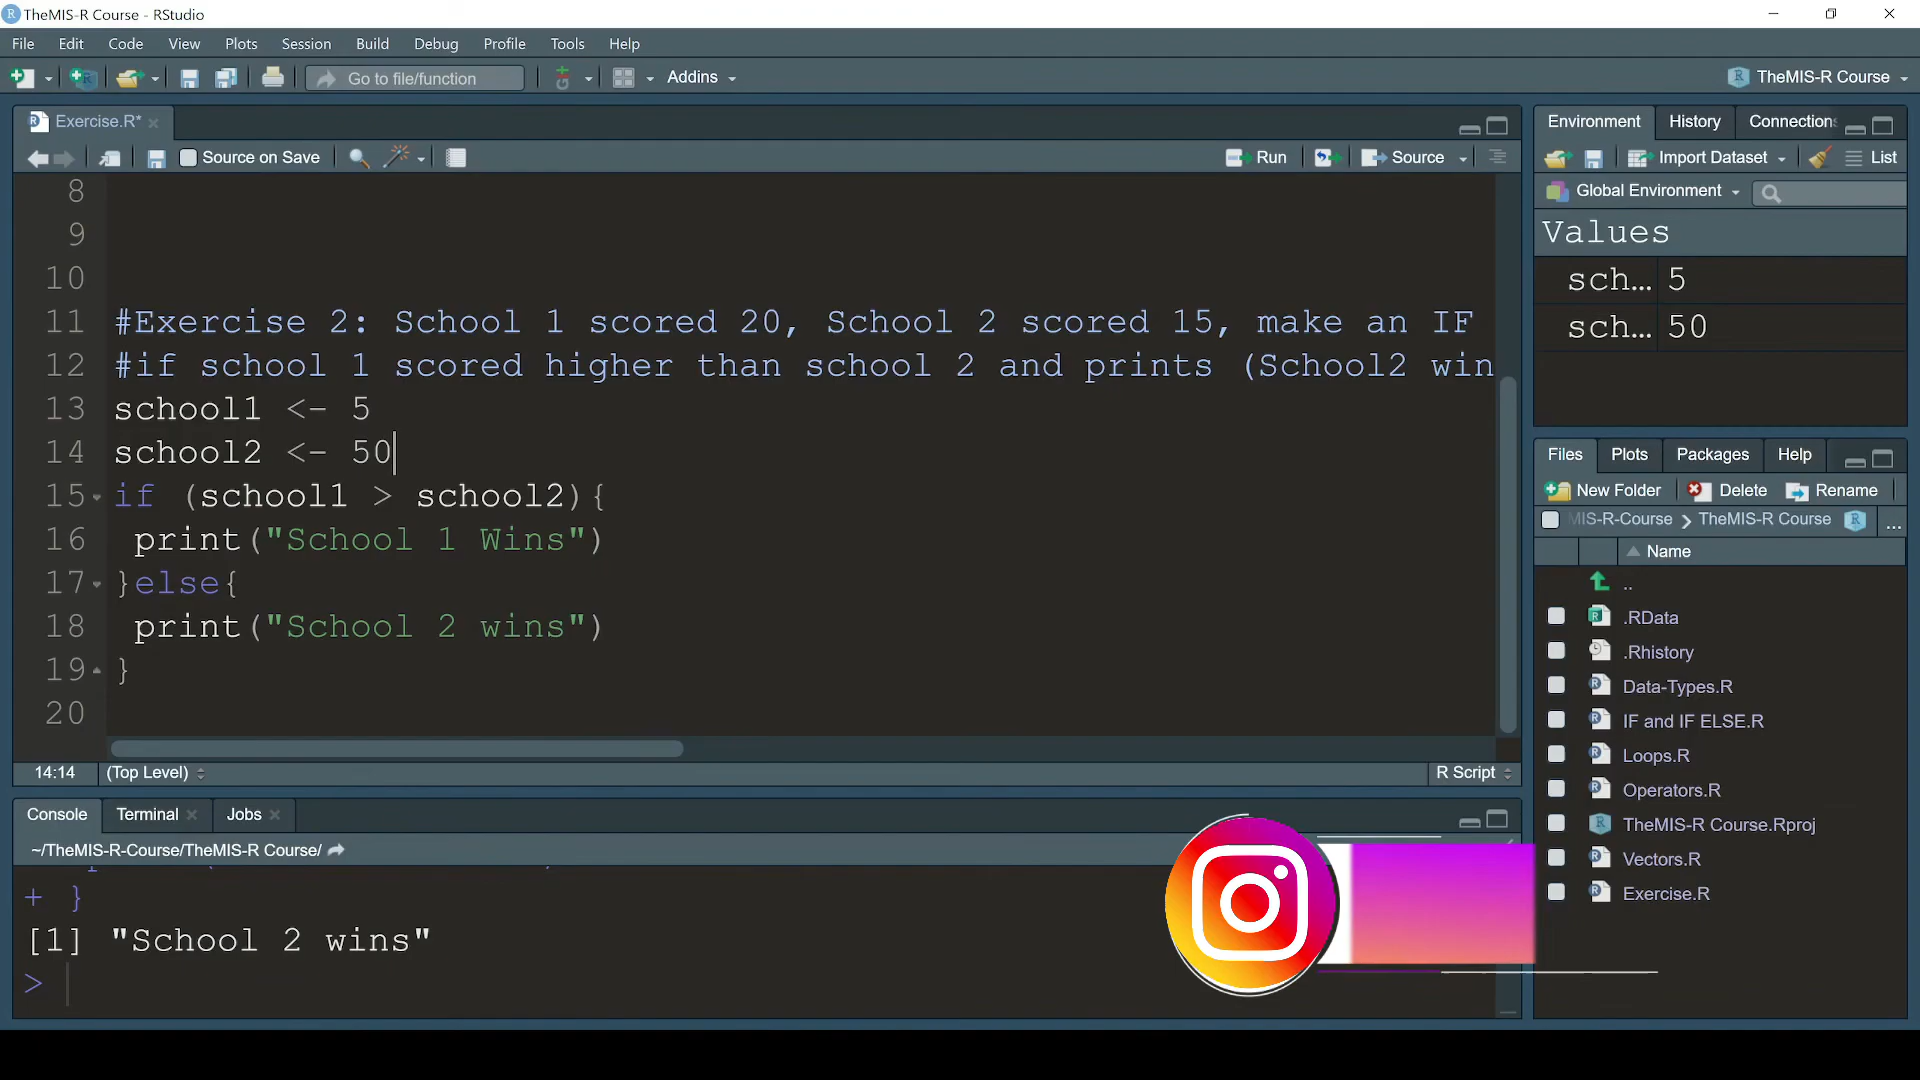 TheMIS-R Course - RStudio
File Edit Code View Plots Session Build Debug Profile Tools Help
Go to file/function Addins TheMIS-R Course
Exercise.R*
Source on Save Run Source
8
9
10
11 #Exercise 2: School 1 scored 20, School 2 scored 15, make an IF
12 #if school 1 scored higher than school 2 and prints (School2 win
13 school1 <- 5
14 school2 <- 50
15 if (school1 > school2){
16 print("School 1 Wins")
17 }else{
18 print("School 2 wins")
19 }
20
14:14 (Top Level) R Script
Console Terminal Jobs
~/TheMIS-R-Course/TheMIS-R Course/
+ }
[1] "School 2 wins"
>
Environment History Connections
Import Dataset List
Global Environment
Values
sch... 5
sch... 50
Files Plots Packages Help
New Folder Delete Rename
MIS-R-Course > TheMIS-R Course ...
Name
..
.RData
.Rhistory
Data-Types.R
IF and IF ELSE.R
Loops.R
Operators.R
TheMIS-R Course.Rproj
Vectors.R
Exercise.R